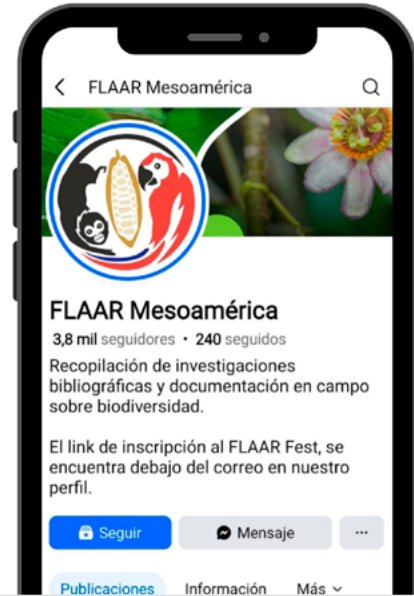 FLAAR Mesoamérica
FLAAR Mesoamérica
3,8 mil seguidores • 240 seguidos
Recopilación de investigaciones
bibliográficas y documentación en campo
sobre biodiversidad.
El link de inscripción al FLAAR Fest, se
encuentra debajo del correo en nuestro
perfil.
Seguir
Mensaje
...
Publicaciones
Información
Más